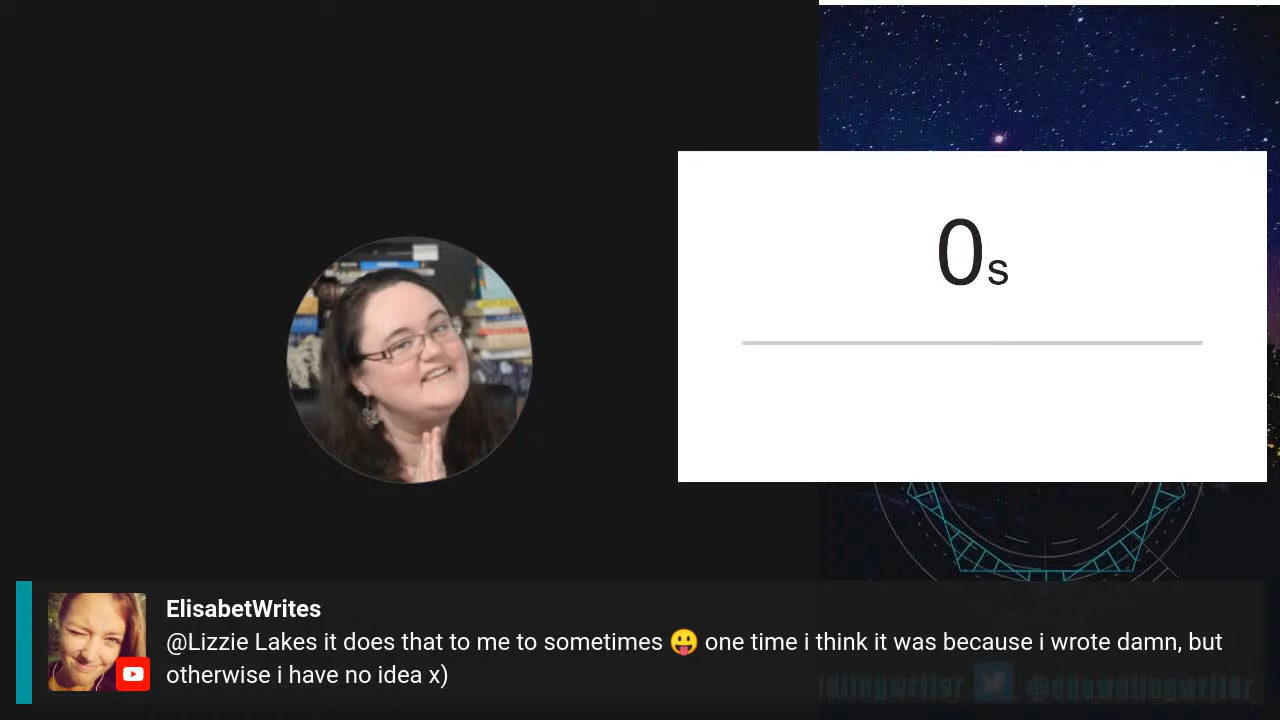 0s
ElisabetWrites
@Lizzie Lakes it does that to me to sometimes 😛 one time i think it was because i wrote damn, but
otherwise i have no idea x)